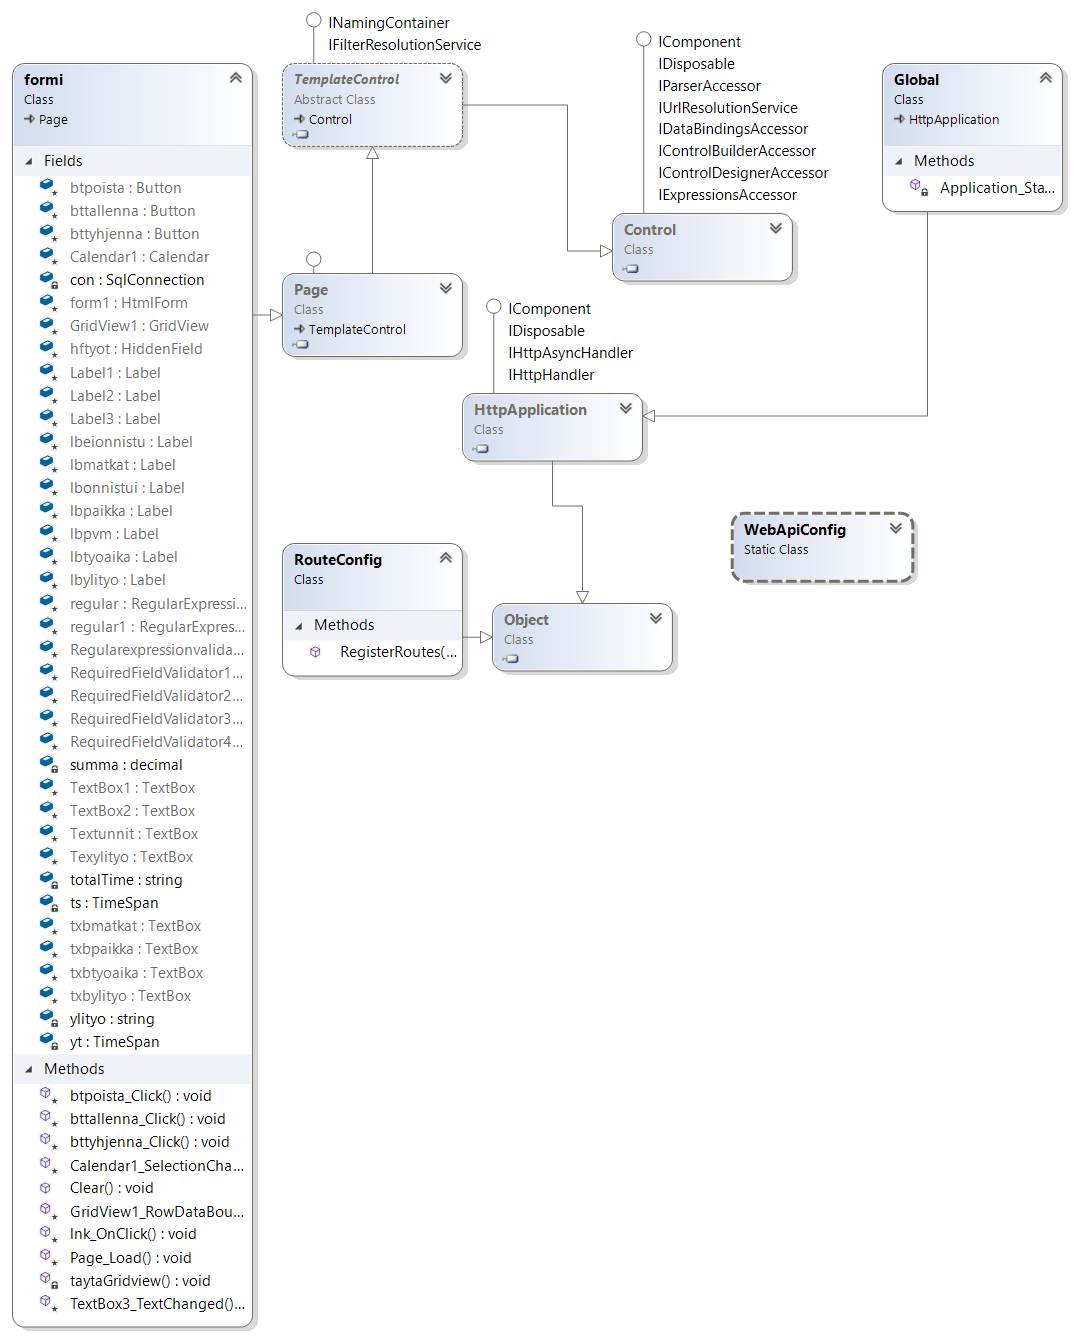 formi
Class
Page
Fields
btpoista : Button
bttallenna : Button
bttyhjenna : Button
Calendar1 : Calendar
con : SqlConnection
form1 : HtmlForm
GridView1 : GridView
hftyot : HiddenField
Label1 : Label
Label2 : Label
Label3 : Label
lbeionnistu : Label
lbmatkat : Label
lbonnistui : Label
lbpaikka : Label
lbpvm : Label
lbtyoaika : Label
lbylityo : Label
regular : RegularExpressi...
regular1 : RegularExpres...
Regularexpressionvalida...
RequiredFieldValidator1...
RequiredFieldValidator2...
RequiredFieldValidator3...
RequiredFieldValidator4...
summa : decimal
TextBox1 : TextBox
TextBox2 : TextBox
Textunnit : TextBox
Texylityo : TextBox
totalTime : string
ts : TimeSpan
txbmatkat : TextBox
txbpaikka : TextBox
txbtyoaika : TextBox
txbylityo : TextBox
ylityo : string
yt : TimeSpan
Methods
btpoista_Click() : void
bttallenna_Click() : void
bttyhjenna_Click() : void
Calendar1_SelectionCha...
Clear() : void
GridView1_RowDataBou...
lnk_OnClick() : void
Page_Load() : void
taytaGridview() : void
TextBox3_TextChanged()...
INamingContainer
IFilterResolutionService
TemplateControl
Abstract Class
Control
Page
Class
TemplateControl
IComponent
IDisposable
IParserAccessor
IUrlResolutionService
IDataBindingsAccessor
IControlBuilderAccessor
IControlDesignerAccessor
IExpressionsAccessor
Control
Class
Global
Class
HttpApplication
Methods
Application_Sta...
IComponent
IDisposable
IHttpAsyncHandler
IHttpHandler
HttpApplication
Class
WebApiConfig
Static Class
RouteConfig
Class
Methods
RegisterRoutes(...
Object
Class